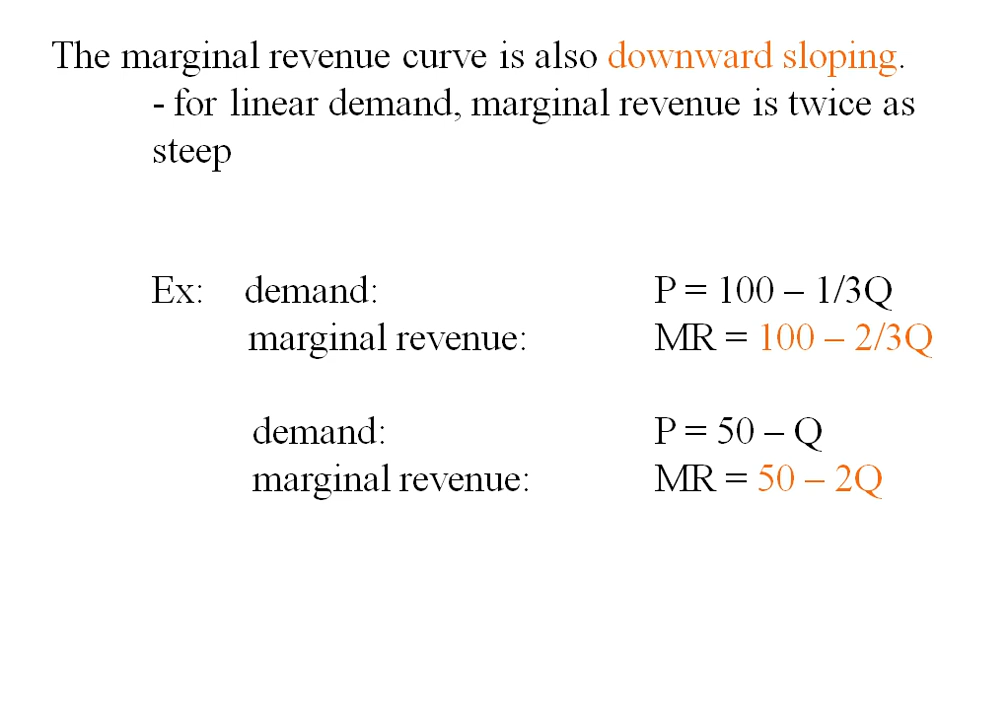 The marginal revenue curve is also downward sloping.
- for linear demand, marginal revenue is twice as
steep
Ex: demand: P = 100 – 1/3Q
marginal revenue: MR = 100 – 2/3Q
demand: P = 50 – Q
marginal revenue: MR = 50 – 2Q